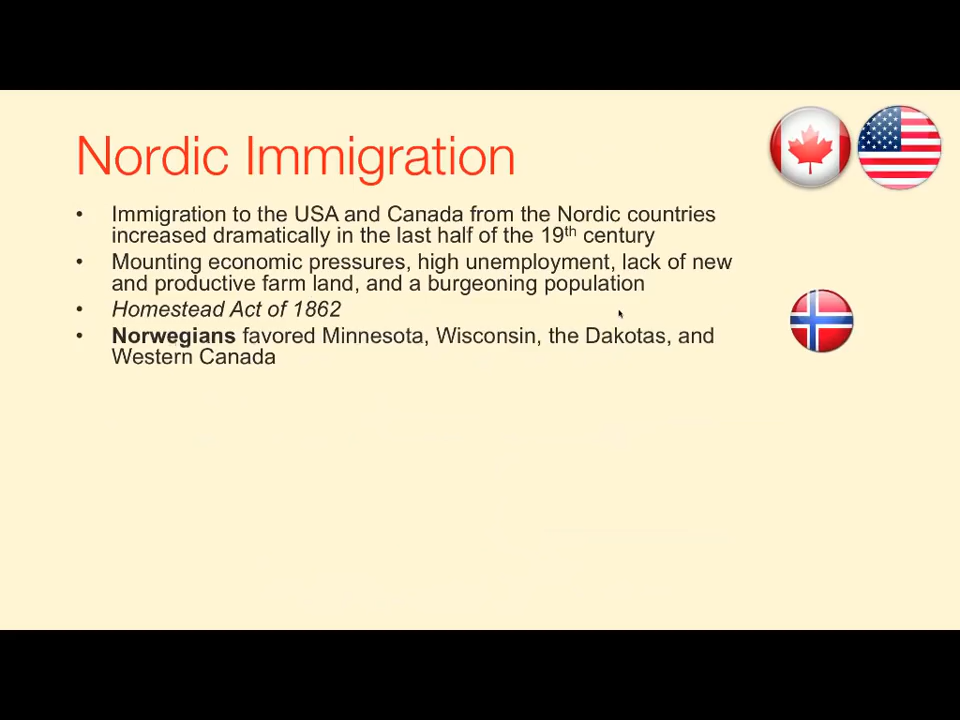 Nordic Immigration
• Immigration to the USA and Canada from the Nordic countries
increased dramatically in the last half of the 19th century
• Mounting economic pressures, high unemployment, lack of new
and productive farm land, and a burgeoning population
• Homestead Act of 1862
• Norwegians favored Minnesota, Wisconsin, the Dakotas, and
Western Canada